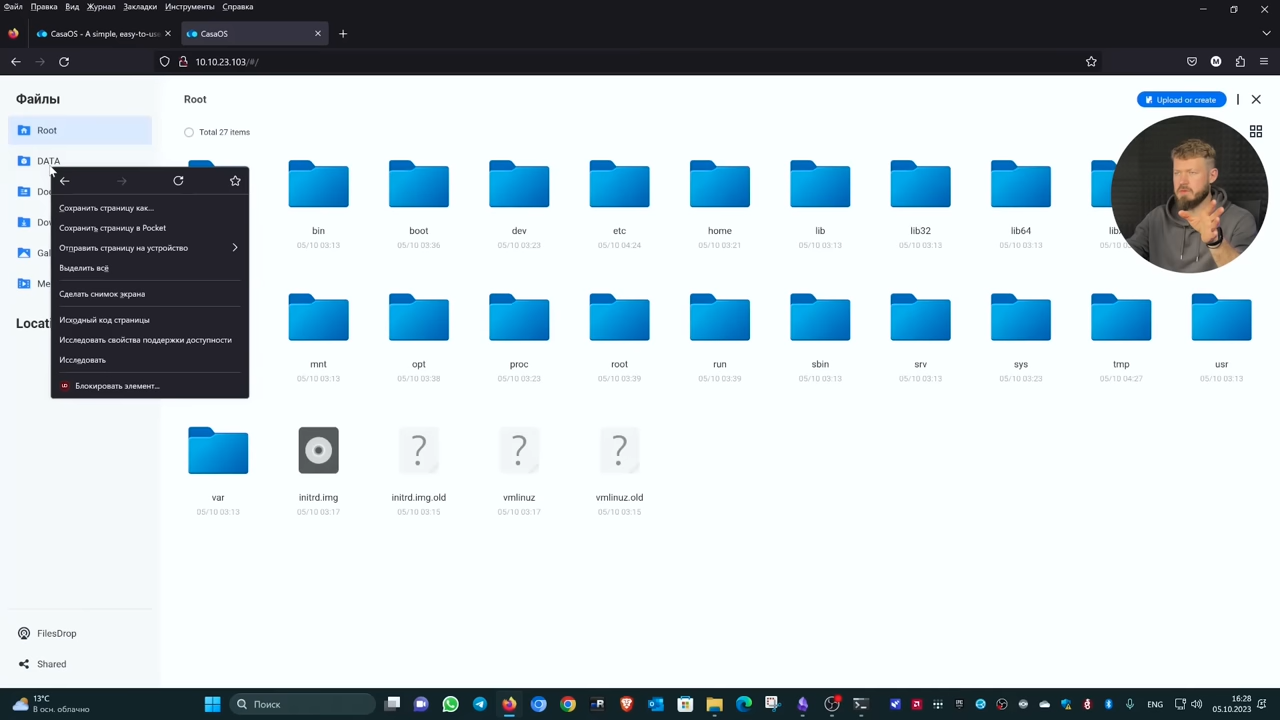 Файл Правка Вид Журнал Закладки Инструменты Справка
CasaOS - A simple, easy-to-use
CasaOS
10.10.23.103/#/
Файлы
Root
Upload or create
Root
Total 27 items
DATA
Сохранить страницу как...
Сохранить страницу в Pocket
Отправить страницу на устройство
Выделить всё
Сделать снимок экрана
Исходный код страницы
Исследовать свойства поддержки доступности
Исследовать
Блокировать элемент...
bin boot dev etc home lib lib32 lib64
05/10 03:13 05/10 03:36 05/10 03:23 05/10 04:24 05/10 03:21 05/10 03:13 05/10 03:13 05/10 03:13
mnt opt proc root run sbin srv sys tmp usr
05/10 03:13 05/10 03:38 05/10 03:23 05/10 03:39 05/10 03:39 05/10 03:13 05/10 03:13 05/10 03:23 05/10 04:27 05/10 03:13
var initrd.img initrd.img.old vmlinuz vmlinuz.old
05/10 03:13 05/10 03:17 05/10 03:15 05/10 03:17 05/10 03:15
FilesDrop
Shared
13°C
В осн. облачно
Поиск
ENG
16:28
05.10.2023